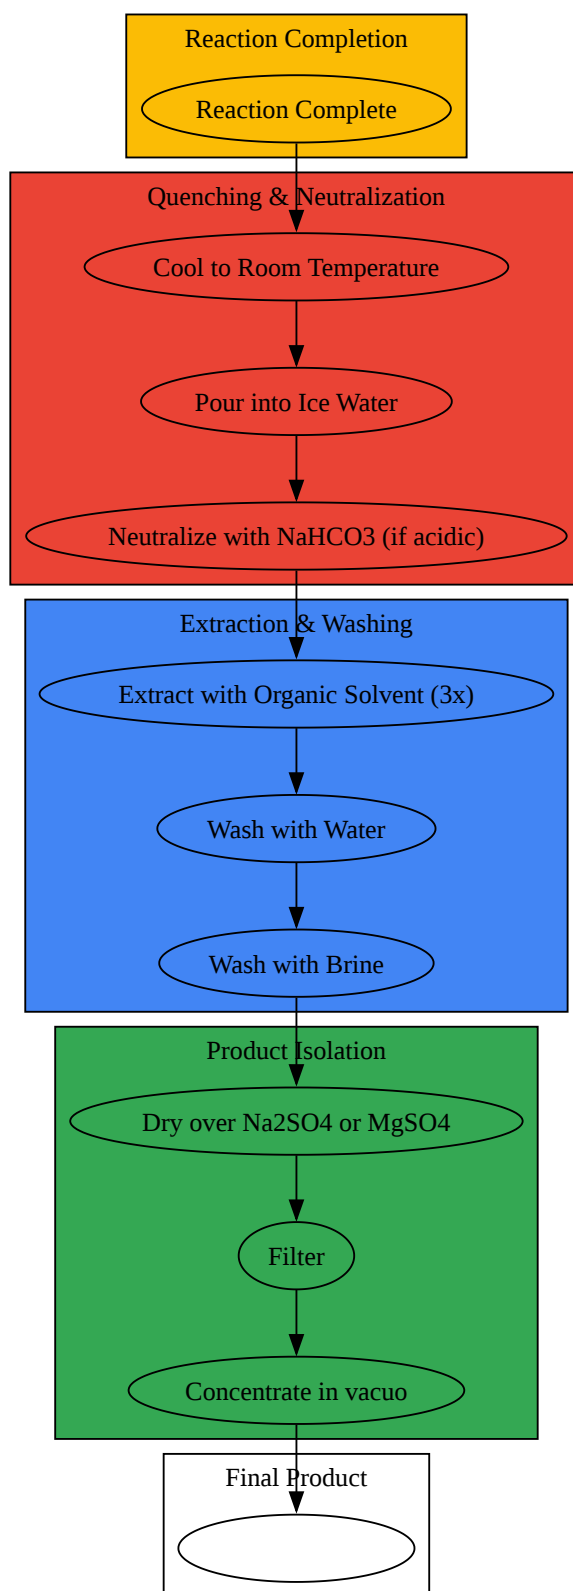 Reaction Completion
Reaction Complete
Quenching & Neutralization
Cool to Room Temperature
Pour into Ice Water
Neutralize with NaHCO3 (if acidic)
Extraction & Washing
Extract with Organic Solvent (3x)
Wash with Water
Wash with Brine
Product Isolation
Dry over Na2SO4 or MgSO4
Filter
Concentrate in vacuo
Final Product